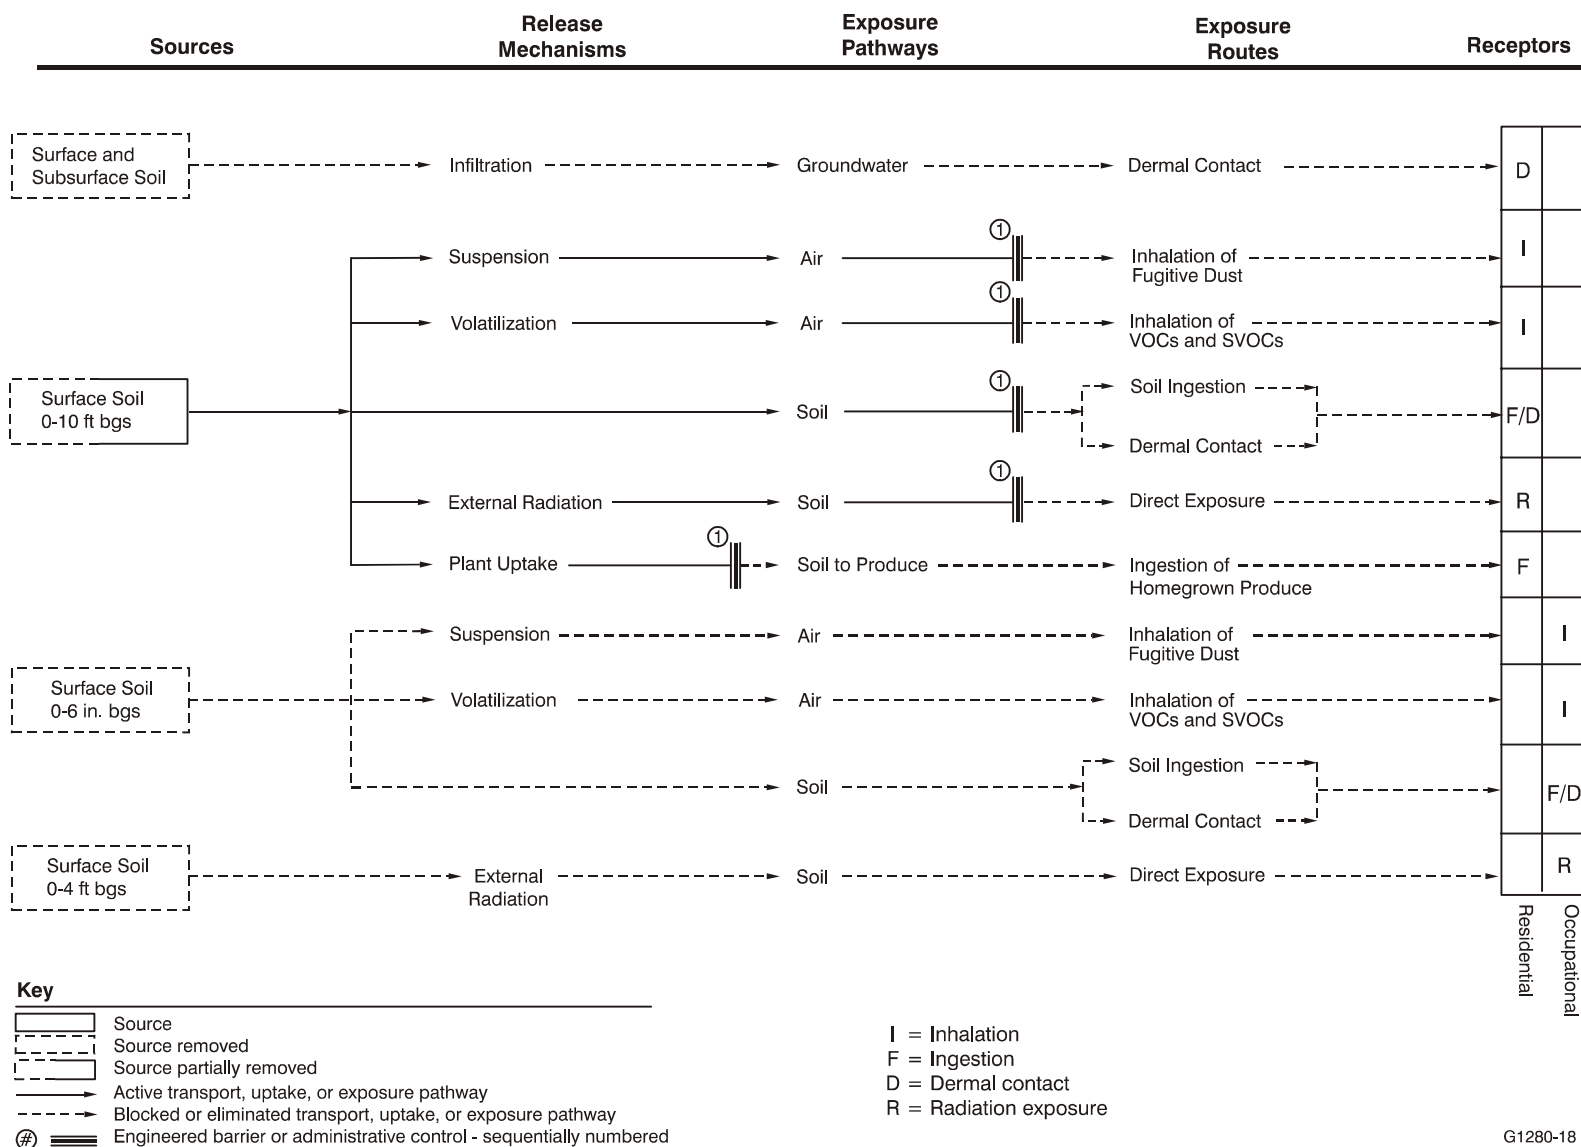 Sources
Release
Mechanisms
Exposure
Pathways
Exposure
Routes
Receptors
Surface and
Subsurface Soil
Infiltration
Groundwater
Dermal Contact
D
1
Suspension
Air
Inhalation of
Fugitive Dust
I
1
Volatilization
Air
Inhalation of
VOCs and SVOCs
I
Surface Soil
0-10 ft bgs
1
Soil
Soil Ingestion
Dermal Contact
F/D
1
External Radiation
Soil
Direct Exposure
R
1
Plant Uptake
Soil to Produce
Ingestion of
Homegrown Produce
F
Suspension
Air
Inhalation of
Fugitive Dust
I
Surface Soil
0-6 in. bgs
Volatilization
Air
Inhalation of
VOCs and SVOCs
I
Soil
Soil Ingestion
Dermal Contact
F/D
Surface Soil
0-4 ft bgs
External
Radiation
Soil
Direct Exposure
R
Residential
Occupational
Key
Source
Source removed
Source partially removed
Active transport, uptake, or exposure pathway
Blocked or eliminated transport, uptake, or exposure pathway
# Engineered barrier or administrative control - sequentially numbered
I = Inhalation
F = Ingestion
D = Dermal contact
R = Radiation exposure
G1280-18